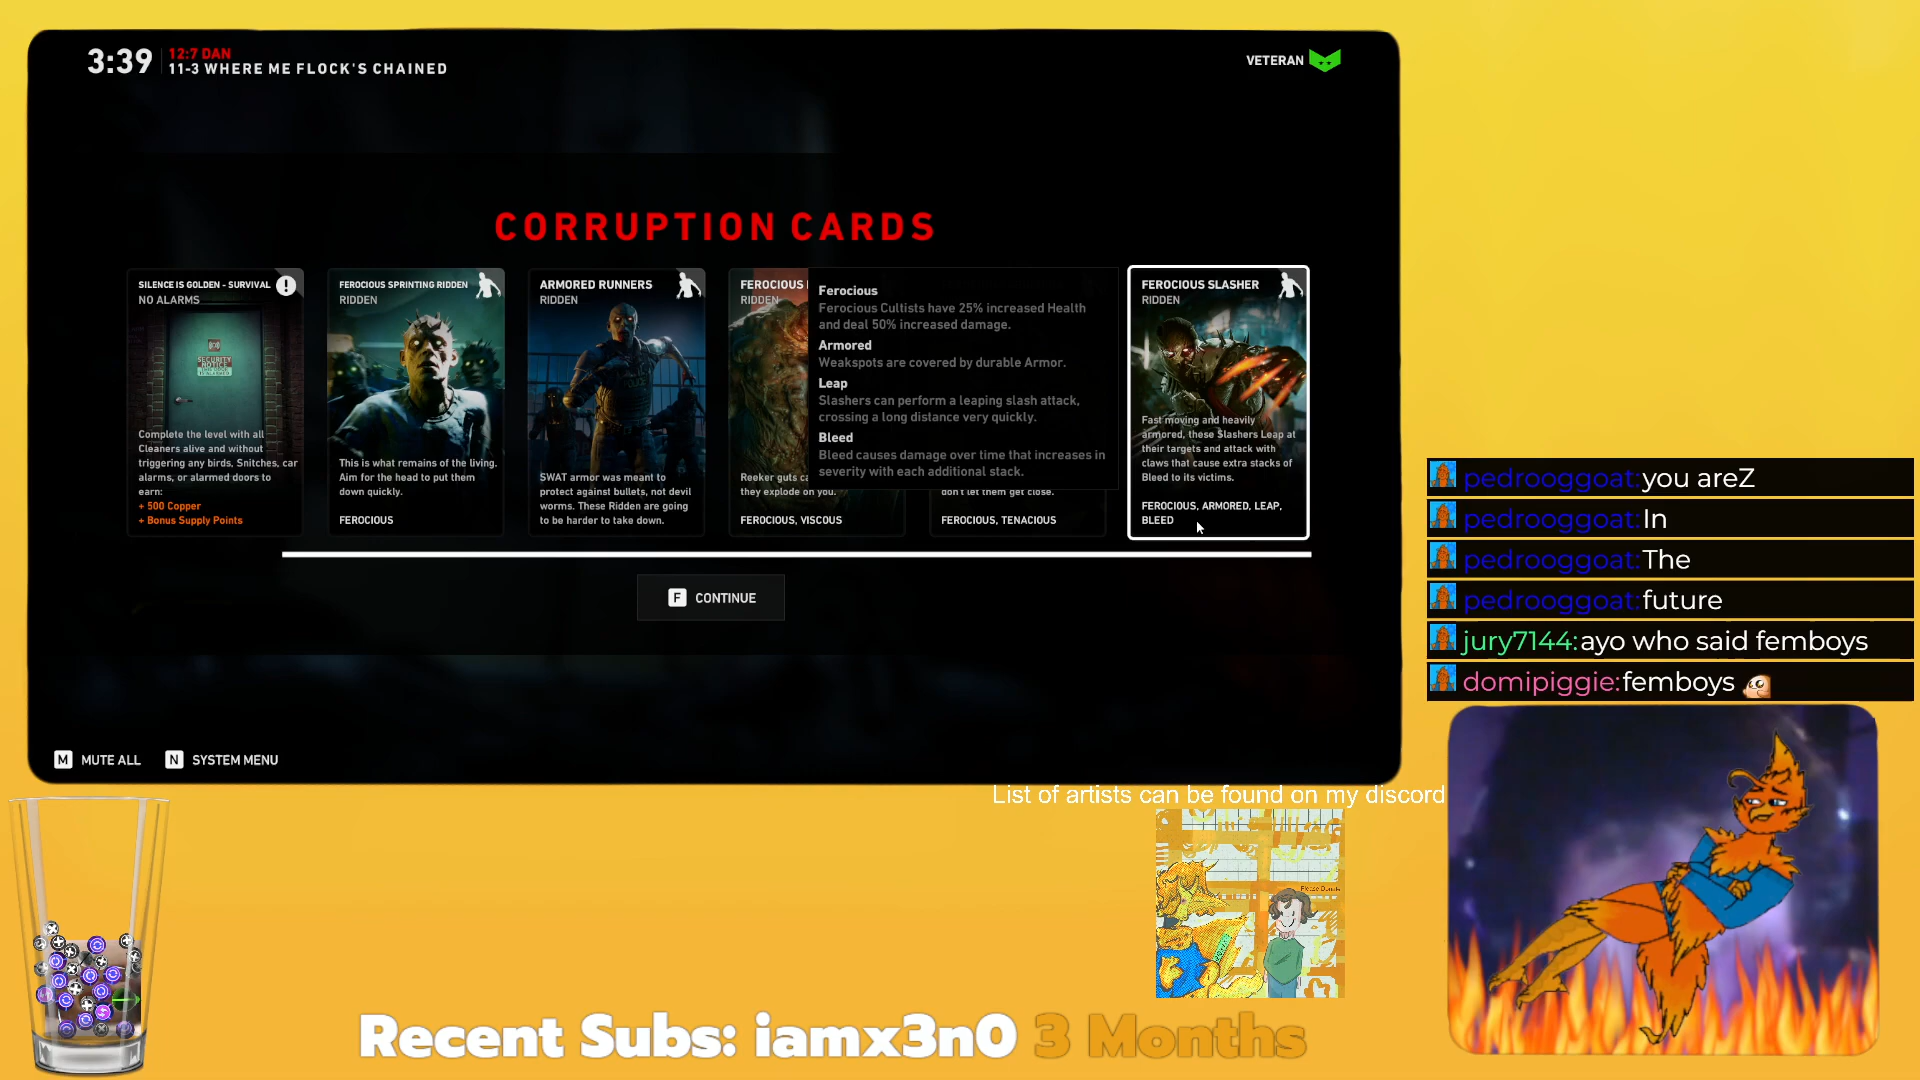 3:39
12:7 DAN
11-3 WHERE ME FLOCK'S CHAINED
VETERAN
CORRUPTION CARDS
SILENCE IS GOLDEN - SURVIVAL
NO ALARMS
SECURITY
NOTICE
Complete the level with all
Cleaners alive and without
triggering any birds, Snitches, car
alarms, or alarmed doors to
earn:
+ 500 Copper
+ Bonus Supply Points
FEROCIOUS SPRINTING RIDDEN
RIDDEN
This is what remains of the living.
Aim for the head to put them
down quickly.
FEROCIOUS
ARMORED RUNNERS
RIDDEN
SWAT armor was meant to
protect against bullets, not devil
worms. These Ridden are going
to be harder to take down.
FEROCIOUS
RIDDEN
Reeker guts
they explode on you.
FEROCIOUS, VISCOUS
Ferocious
Ferocious Cultists have 25% increased Health
and deal 50% increased damage.
Armored
Weakspots are covered by durable Armor.
Leap
Slashers can perform a leaping slash attack,
crossing a long distance very quickly.
Bleed
Bleed causes damage over time that increases in
severity with each additional stack.
don't let them get close.
FEROCIOUS, TENACIOUS
FEROCIOUS SLASHER
RIDDEN
Fast moving and heavily
armored, these Slashers Leap at
their targets and attack with
claws that cause extra stacks of
Bleed to its victims.
FEROCIOUS, ARMORED, LEAP,
BLEED
F CONTINUE
M MUTE ALL
N SYSTEM MENU
pedrooggoat:you areZ
pedrooggoat:In
pedrooggoat:The
pedrooggoat:future
jury7144:ayo who said femboys
domipiggie:femboys
List of artists can be found on my discord
Please Donate
Recent Subs: iamx3n0 3 Months